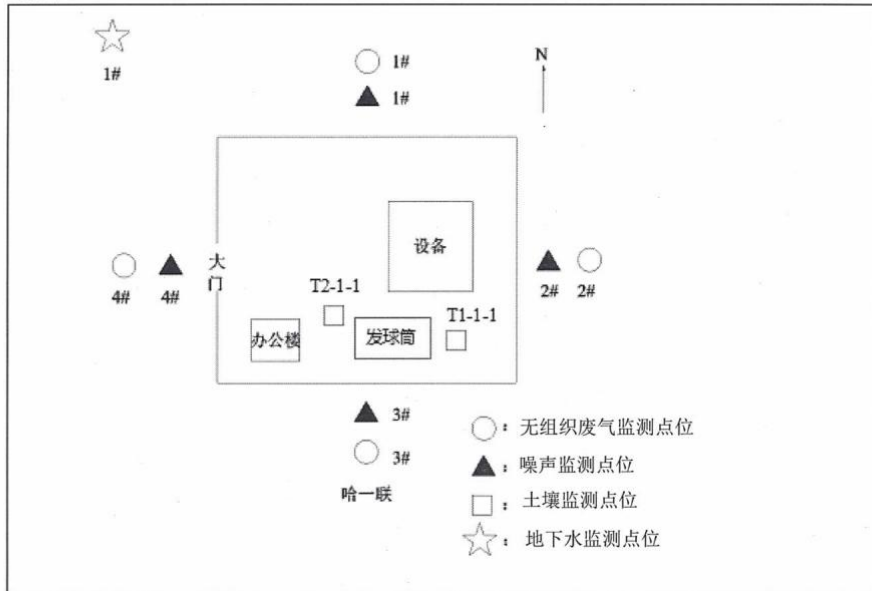 1#
1#
1#
N
设备
大门
4#
4#
2#
2#
T2-1-1
T1-1-1
办公楼
发球筒
3#
3#
哈一联
：无组织废气监测点位
：噪声监测点位
：土壤监测点位
：地下水监测点位